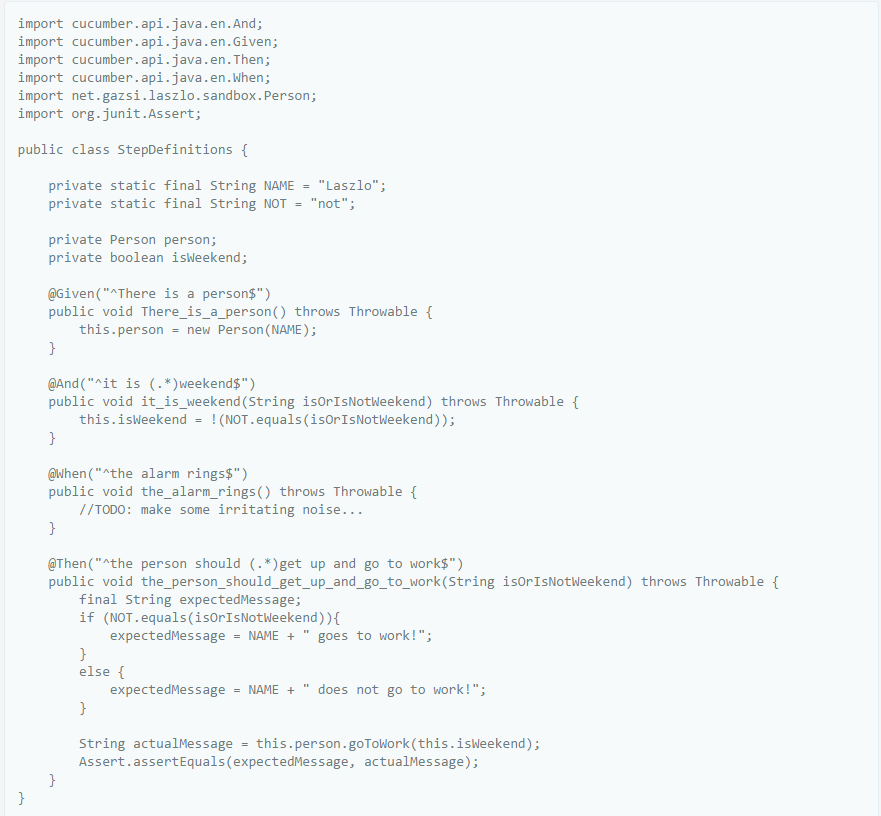 import cucumber.api.java.en.And;
import cucumber.api.java.en.Given;
import cucumber.api.java.en.Then;
import cucumber.api.java.en.When;
import net.gazsi.laszlo.sandbox.Person;
import org.junit.Assert;

public class StepDefinitions {

    private static final String NAME = "Laszlo";
    private static final String NOT = "not";

    private Person person;
    private boolean isWeekend;

    @Given("^There is a person$")
    public void There_is_a_person() throws Throwable {
        this.person = new Person(NAME);
    }

    @And("^it is (.*)weekend$")
    public void it_is_weekend(String isOrIsNotWeekend) throws Throwable {
        this.isWeekend = !(NOT.equals(isOrIsNotWeekend));
    }

    @When("^the alarm rings$")
    public void the_alarm_rings() throws Throwable {
        //TODO: make some irritating noise...
    }

    @Then("^the person should (.*)get up and go to work$")
    public void the_person_should_get_up_and_go_to_work(String isOrIsNotWeekend) throws Throwable {
        final String expectedMessage;
        if (NOT.equals(isOrIsNotWeekend)){
            expectedMessage = NAME + " goes to work!";
        }
        else {
            expectedMessage = NAME + " does not go to work!";
        }

        String actualMessage = this.person.goToWork(this.isWeekend);
        Assert.assertEquals(expectedMessage, actualMessage);
    }
}